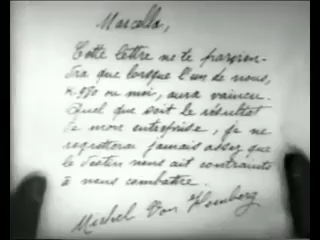 Marcella,
Cette lettre ne te parvien-
dra que lorsque l'un de nous,
K 980 ou moi, aura vaincu.
Quel que soit le résultat
de mon entreprise, je ne
regretterai jamais assez que
le destin nous ait contraints
à nous combattre.
Michel Von Homberg